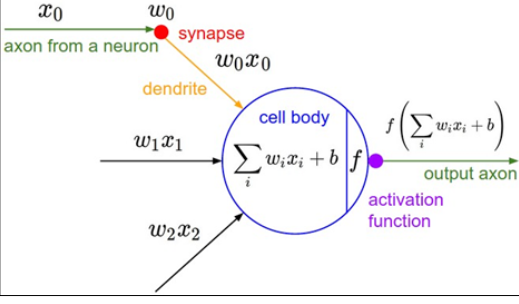 x₀ w₀
synapse
axon from a neuron
w₀x₀
dendrite
cell body
f(∑ᵢ wᵢxᵢ + b)
w₁x₁
∑ᵢ wᵢxᵢ + b f
output axon
activation
function
w₂x₂